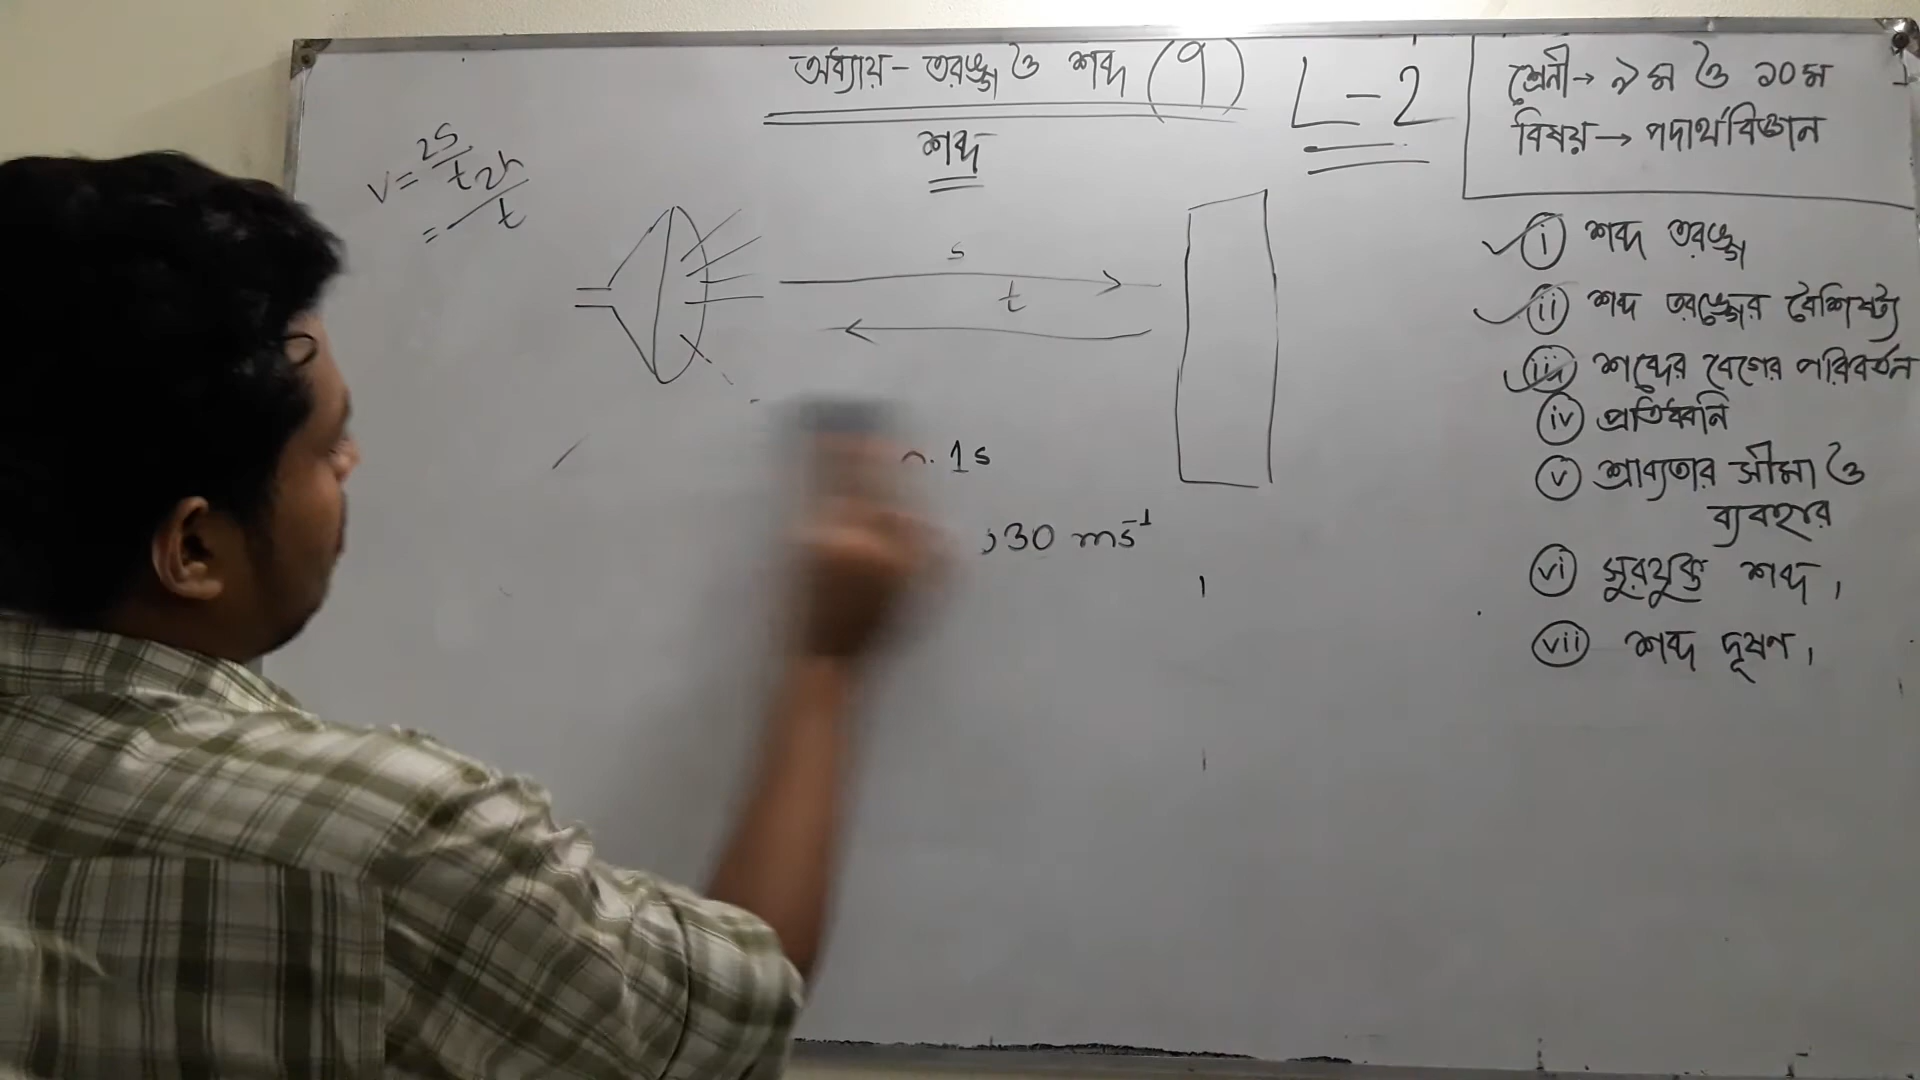 অধ্যায় - তরঙ্গ ও শব্দ (৭)
L - 2
শব্দ
শ্রেনী → ৯ম ও ১০ম
বিষয় → পদার্থবিজ্ঞান
v = 2s/t
= 2h/t
s
t
1s
30 ms⁻¹
i শব্দ তরঙ্গ
ii শব্দ তরঙ্গের বৈশিষ্ট্য
iii শব্দের বেগের পরিবর্তন
iv প্রতিধ্বনি
v শ্রাব্যতার সীমা ও
ব্যবহার
vi সুরযুক্ত শব্দ,
vii শব্দ দূষন,